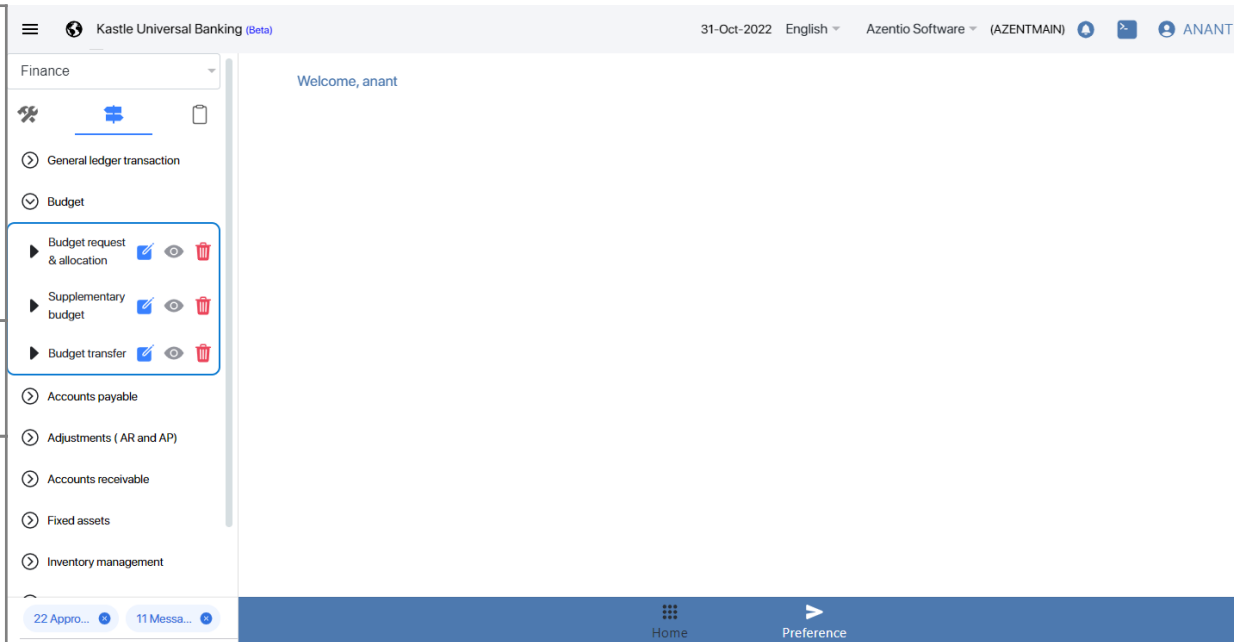 Kastle Universal Banking (Beta)
31-Oct-2022 English Azentio Software (AZENTMAIN) ANANT
Finance
Welcome, anant
General ledger transaction
Budget
Budget request
& allocation
Supplementary
budget
Budget transfer
Accounts payable
Adjustments ( AR and AP)
Accounts receivable
Fixed assets
Inventory management
22 Appro... 11 Messa...
Home Preference